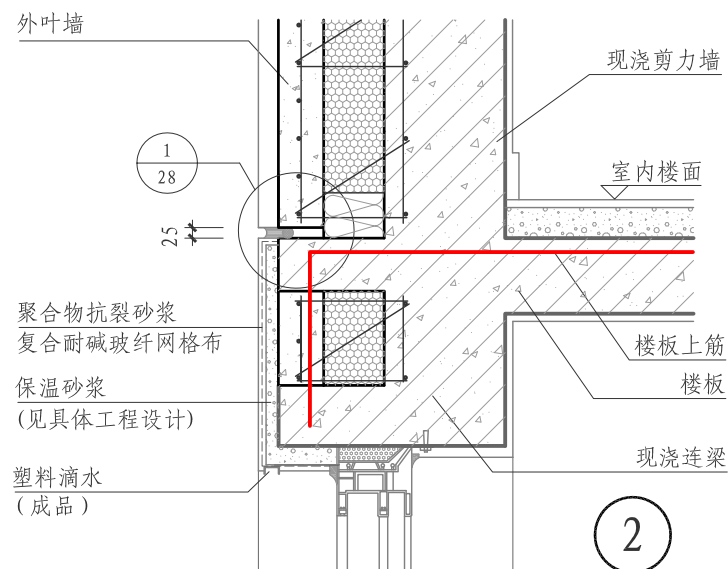 外叶墙
现浇剪力墙
1
28
室内楼面
25
聚合物抗裂砂浆
复合耐碱玻纤网格布
楼板上筋
保温砂浆
楼板
(见具体工程设计)
现浇连梁
塑料滴水
(成品)
2